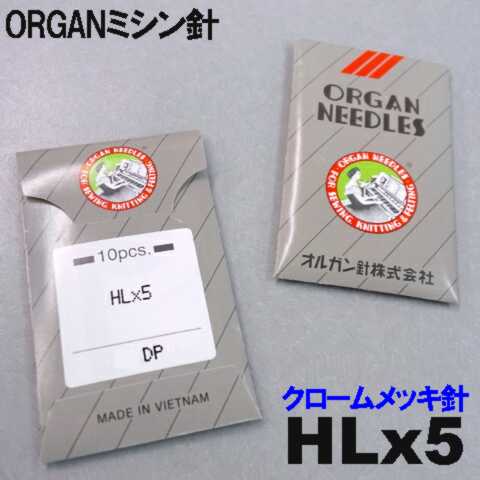 ORGANミシン針
ORGAN
NEEDLES
ORGAN NEEDLES
FOR SEWING, KNITTING & FELTING
オルガン針株式会社
ORGAN NEEDLES
FOR SEWING, KNITTING & FELTING
10pcs.
HLx5
DP
MADE IN VIETNAM
クロームメッキ針
HLx5